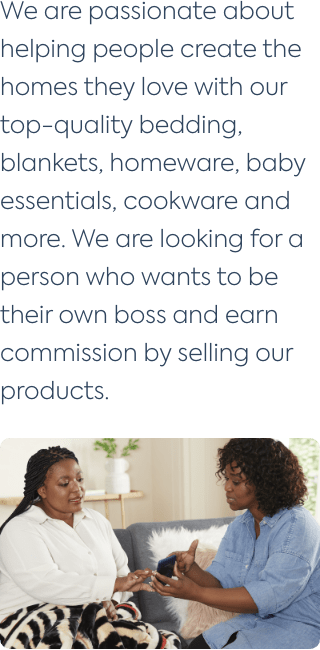 We are passionate about
helping people create the
homes they love with our
top-quality bedding,
blankets, homeware, baby
essentials, cookware and
more. We are looking for a
person who wants to be
their own boss and earn
commission by selling our
products.